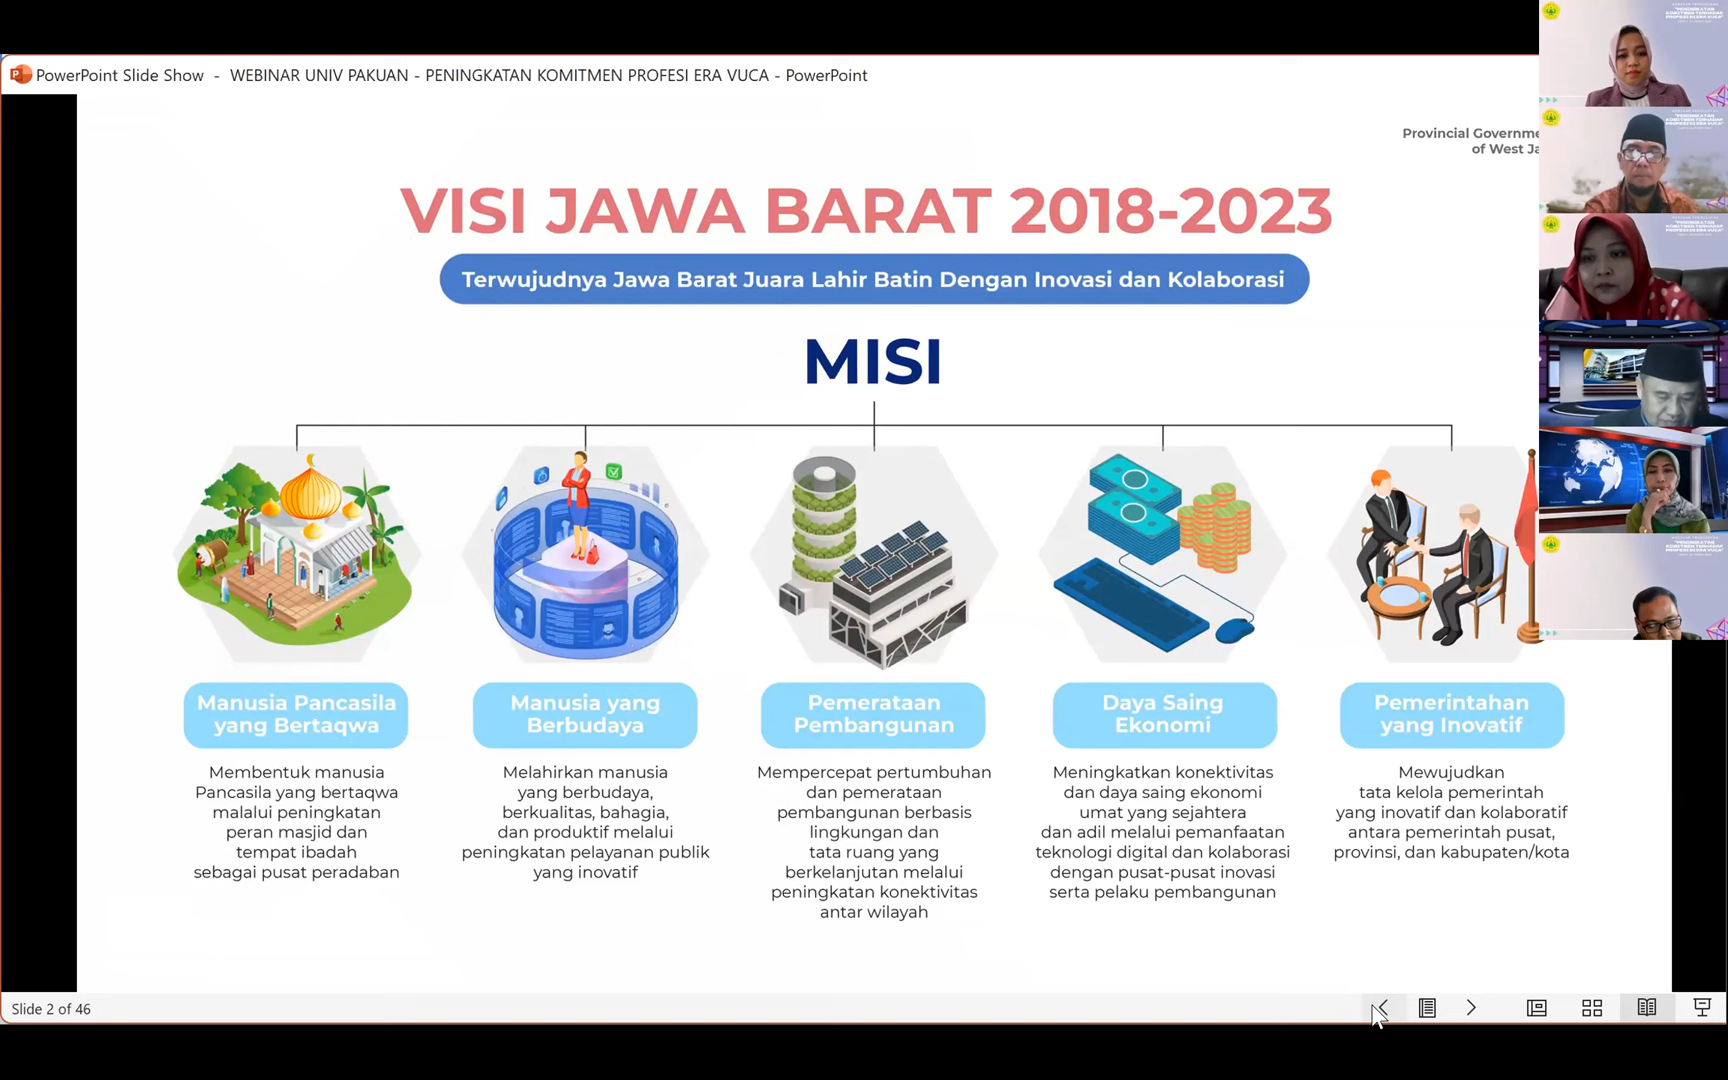 PowerPoint Slide Show - WEBINAR UNIV PAKUAN - PENINGKATAN KOMITMEN PROFESI ERA VUCA - PowerPoint
Provincial Governme
of West Ja
VISI JAWA BARAT 2018-2023
Terwujudnya Jawa Barat Juara Lahir Batin Dengan Inovasi dan Kolaborasi
MISI
Manusia Pancasila
yang Bertaqwa
Membentuk manusia
Pancasila yang bertaqwa
malalui peningkatan
peran masjid dan
tempat ibadah
sebagai pusat peradaban
Manusia yang
Berbudaya
Melahirkan manusia
yang berbudaya,
berkualitas, bahagia,
dan produktif melalui
peningkatan pelayanan publik
yang inovatif
Pemerataan
Pembangunan
Mempercepat pertumbuhan
dan pemerataan
pembangunan berbasis
lingkungan dan
tata ruang yang
berkelanjutan melalui
peningkatan konektivitas
antar wilayah
Daya Saing
Ekonomi
Meningkatkan konektivitas
dan daya saing ekonomi
umat yang sejahtera
dan adil melalui pemanfaatan
teknologi digital dan kolaborasi
dengan pusat-pusat inovasi
serta pelaku pembangunan
Pemerintahan
yang Inovatif
Mewujudkan
tata kelola pemerintah
yang inovatif dan kolaboratif
antara pemerintah pusat,
provinsi, dan kabupaten/kota
Slide 2 of 46